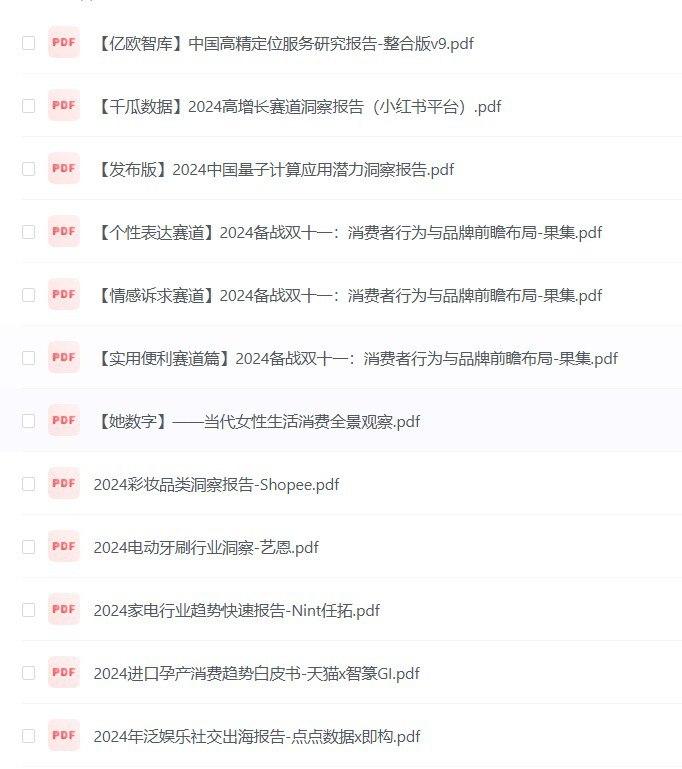 PDF 【亿欧智库】中国高精定位服务研究报告-整合版v9.pdf
PDF 【千瓜数据】2024高增长赛道洞察报告（小红书平台）.pdf
PDF 【发布版】2024中国量子计算应用潜力洞察报告.pdf
PDF 【个性表达赛道】2024备战双十一：消费者行为与品牌前瞻布局-果集.pdf
PDF 【情感诉求赛道】2024备战双十一：消费者行为与品牌前瞻布局-果集.pdf
PDF 【实用便利赛道篇】2024备战双十一：消费者行为与品牌前瞻布局-果集.pdf
PDF 【她数字】——当代女性生活消费全景观察.pdf
PDF 2024彩妆品类洞察报告-Shopee.pdf
PDF 2024电动牙刷行业洞察-艺恩.pdf
PDF 2024家电行业趋势快速报告-Nint任拓.pdf
PDF 2024进口孕产消费趋势白皮书-天猫x智篆GI.pdf
PDF 2024年泛娱乐社交出海报告-点点数据x即构.pdf